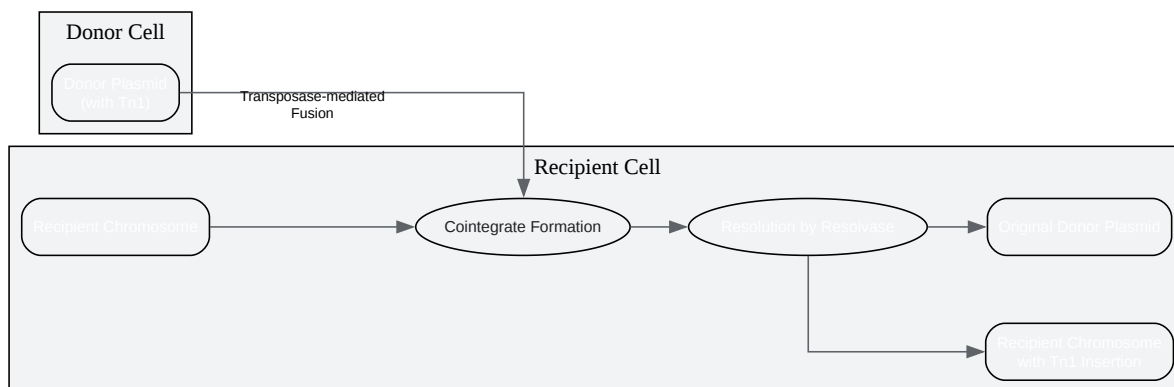 Donor Cell
Donor Plasmid
(with Tn1)
Transposase-mediated
Fusion
Recipient Cell
Recipient Chromosome
Cointegrate Formation
Resolution by Resolvase
Original Donor Plasmid
Recipient Chromosome
with Tn1 Insertion